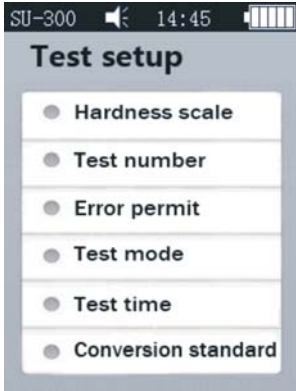 SU-300 14:45
Test setup
Hardness scale
Test number
Error permit
Test mode
Test time
Conversion standard